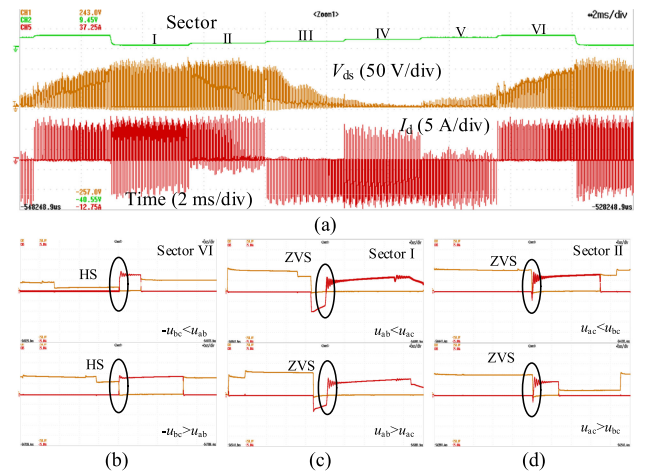 CH1 243.0V
CH2 9.45V
CH5 37.25A
Sector
<Zoom1>
2ms/div
I II III IV V VI
Vds (50 V/div)
Id (5 A/div)
-257.0V
-40.55V
-12.75A
Time (2 ms/div)
-548248.9us
-528248.9us
(a)
Sector VI
HS
-ubc<uab
ZVS
Sector I
uab<uac
Sector II
ZVS
uac<ubc
HS
-ubc>uab
ZVS
uab>uac
ZVS
uac>ubc
(b)
(c)
(d)